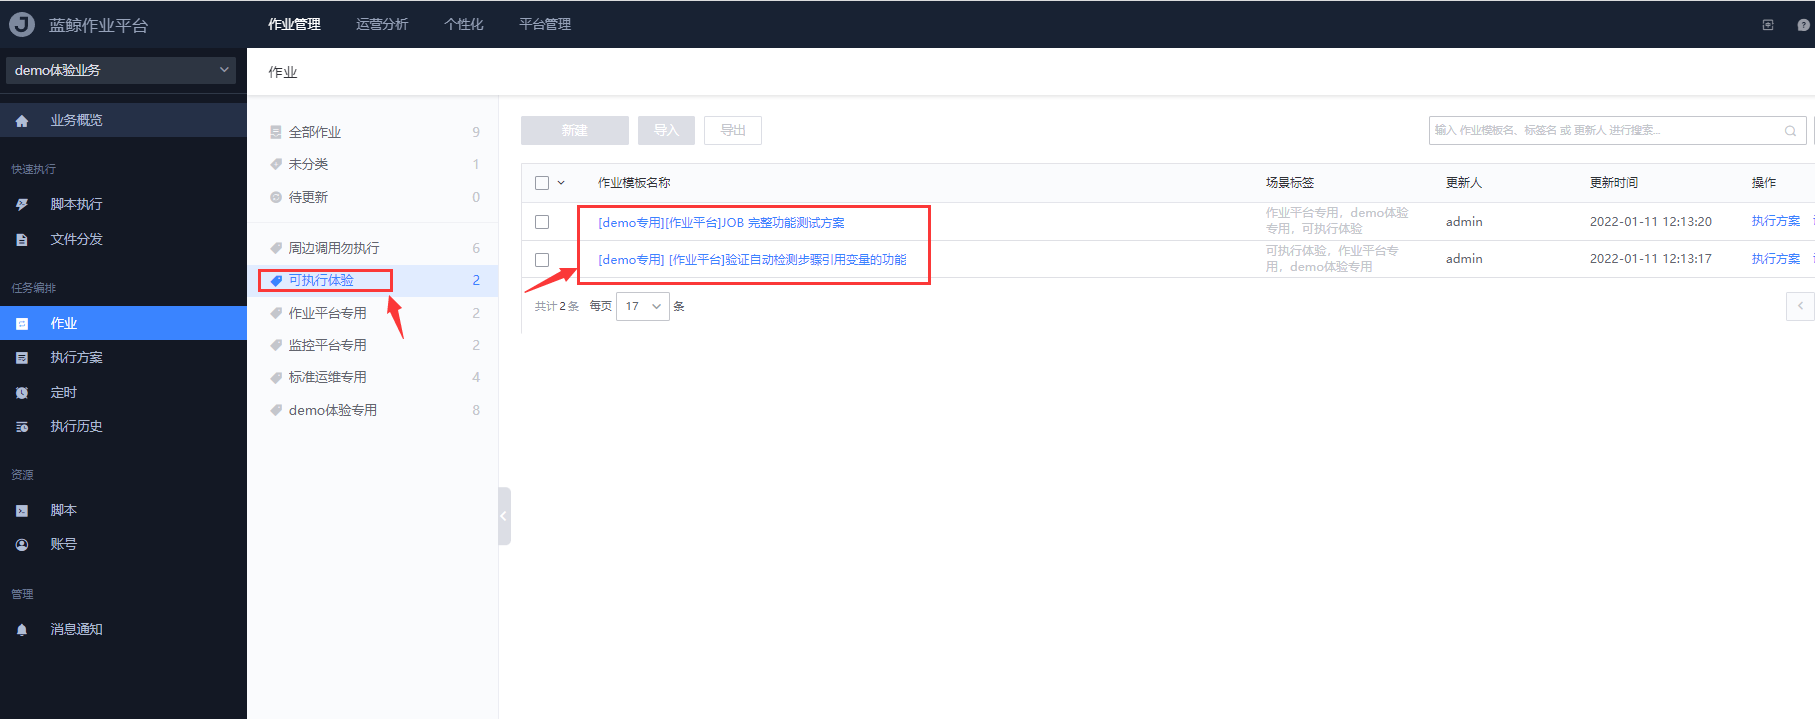 蓝鲸作业平台
作业管理 运营分析 个性化 平台管理
demo体验业务
作业
业务概览
快速执行
脚本执行
文件分发
任务编排
作业
执行方案
定时
执行历史
资源
脚本
账号
管理
消息通知
全部作业 9
未分类 1
待更新 0
周边调用勿执行 6
可执行体验 2
作业平台专用 2
监控平台专用 2
标准运维专用 4
demo体验专用 8
新建 导入 导出
输入 作业模板名、标签名 或 更新人 进行搜索...
作业模板名称 场景标签 更新人 更新时间 操作
[demo专用][作业平台]JOB 完整功能测试方案 作业平台专用，demo体验
专用，可执行体验 admin 2022-01-11 12:13:20 执行方案
[demo专用] [作业平台]验证自动检测步骤引用变量的功能 可执行体验，作业平台专
用，demo体验专用 admin 2022-01-11 12:13:17 执行方案
共计 2 条 每页 17 条